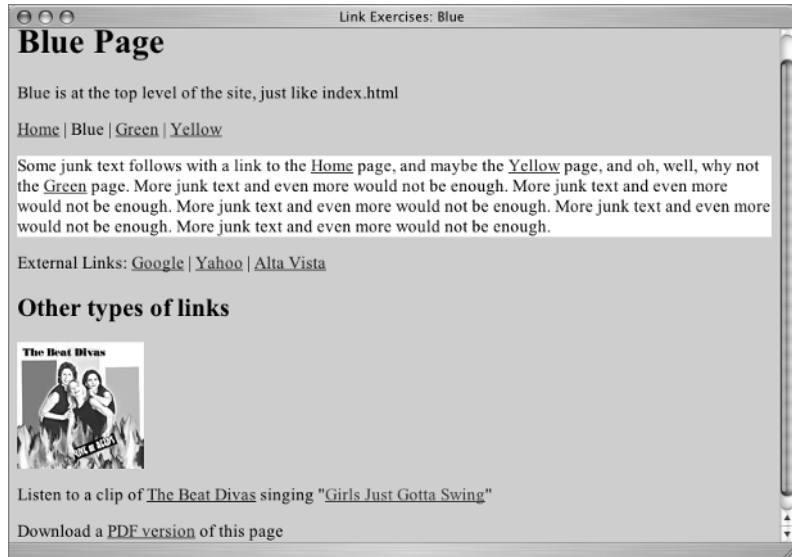 Link Exercises: Blue
Blue Page
Blue is at the top level of the site, just like index.html
Home | Blue | Green | Yellow
Some junk text follows with a link to the Home page, and maybe the Yellow page, and oh, well, why not
the Green page. More junk text and even more would not be enough. More junk text and even more
would not be enough. More junk text and even more would not be enough. More junk text and even more
would not be enough. More junk text and even more would not be enough.
External Links: Google | Yahoo | Alta Vista
Other types of links
The Beat Divas
Listen to a clip of The Beat Divas singing "Girls Just Gotta Swing"
Download a PDF version of this page